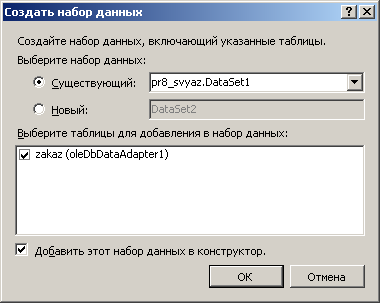 Создать набор данных
Создайте набор данных, включающий указанные таблицы.
Выберите набор данных:
Существующий:
pr8_svyaz.DataSet1
Новый:
DataSet2
Выберите таблицы для добавления в набор данных:
zakaz (oleDbDataAdapter1)
Добавить этот набор данных в конструктор.
OK
Отмена